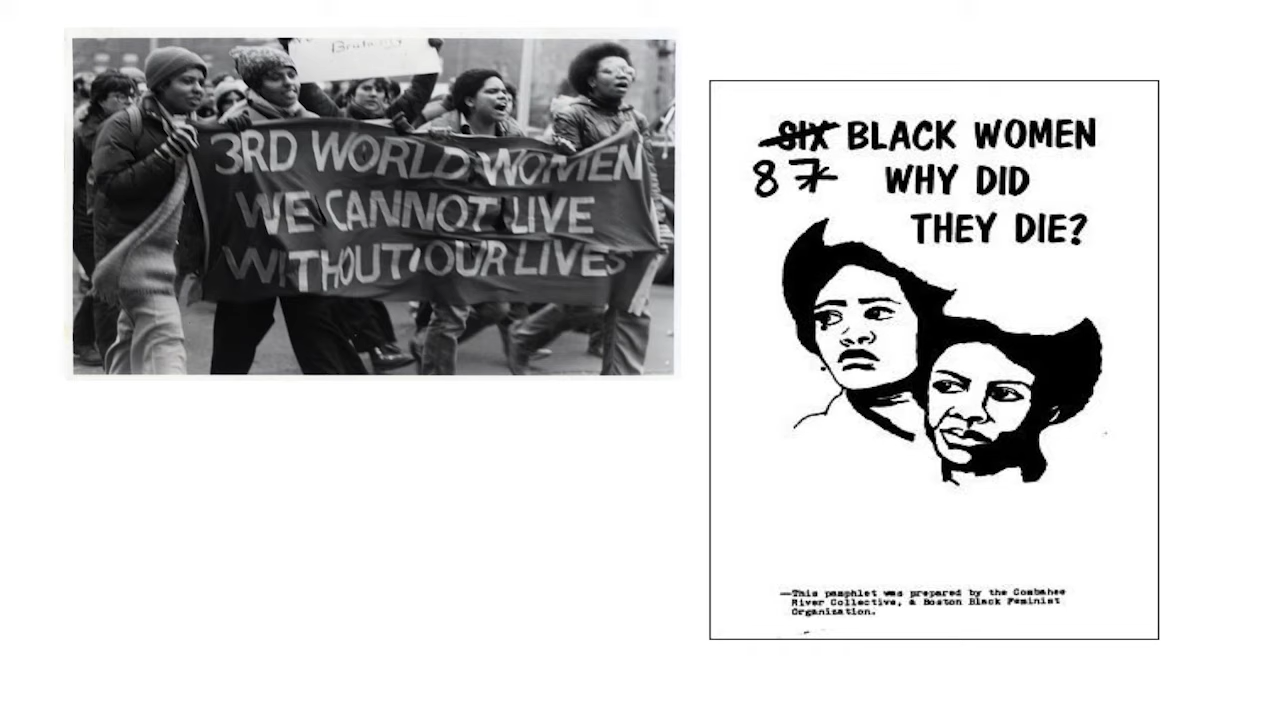 Brutality
3RD WORLD WOMEN
WE CANNOT LIVE
WITHOUT OUR LIVES
SIX BLACK WOMEN
8 7 WHY DID
THEY DIE?
—This pamphlet was prepared by the Combahee
River Collective, a Boston Black Feminist
Organization.